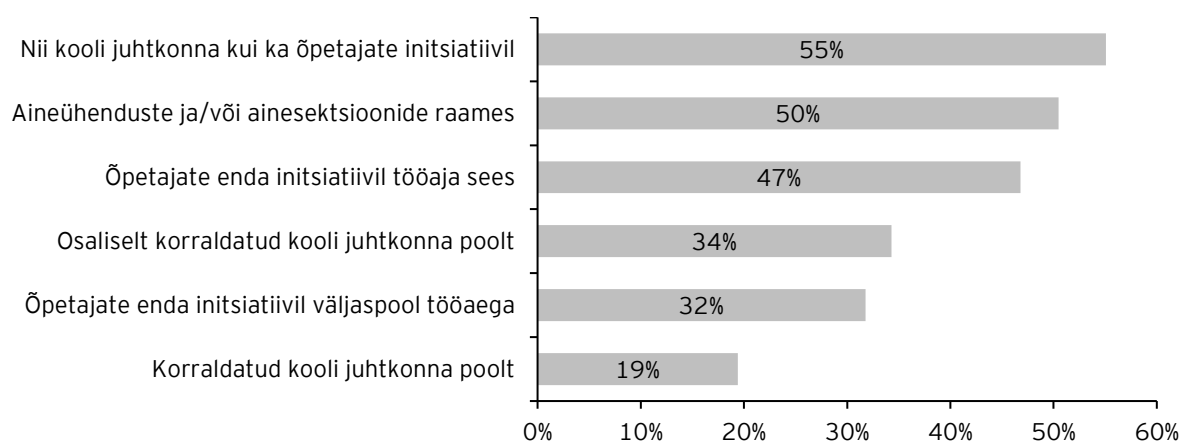 Nii kooli juhtkonna kui ka õpetajate initsiatiivil 55%
Aineühenduste ja/või ainesektsioonide raames 50%
Õpetajate enda initsiatiivil tööaja sees 47%
Osaliselt korraldatud kooli juhtkonna poolt 34%
Õpetajate enda initsiatiivil väljaspool tööaega 32%
Korraldatud kooli juhtkonna poolt 19%
0% 10% 20% 30% 40% 50% 60%